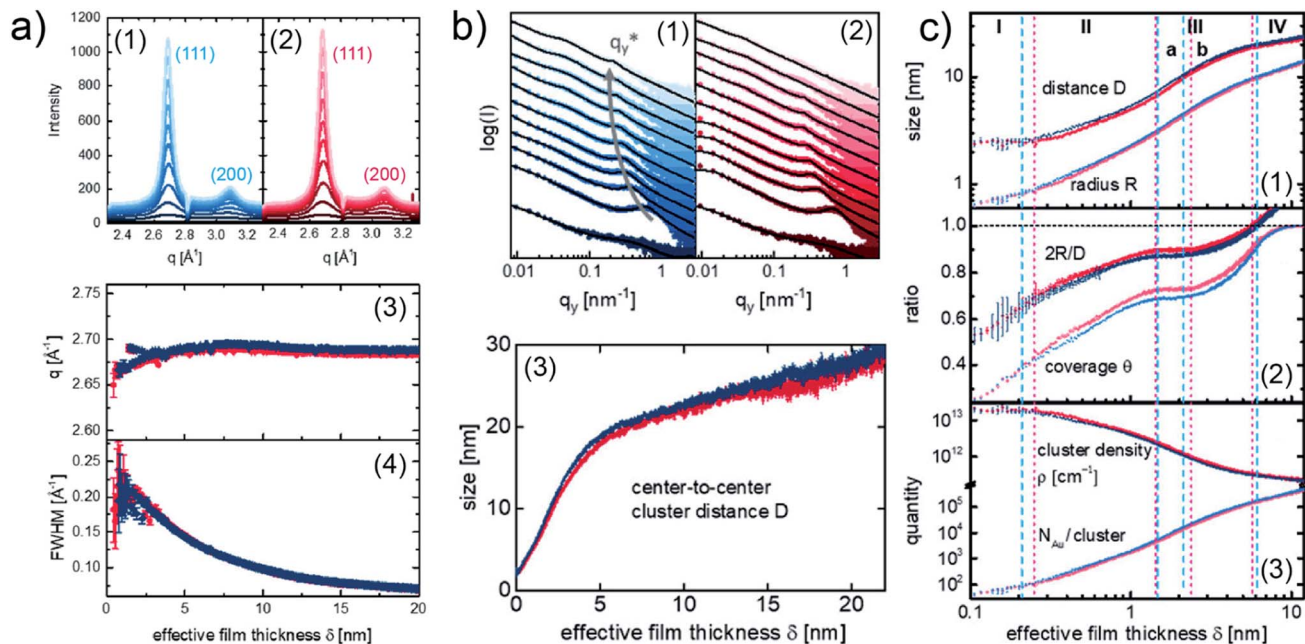 a)
(1)
(2)
Intensity
1200
1000
800
600
400
200
0
(111)
(200)
(111)
(200)
2.4
2.6
2.8
3.0
3.2
2.4
2.6
2.8
3.0
3.2
q [Å⁻¹]
q [Å⁻¹]
(3)
q [Å⁻¹]
2.76
2.70
2.65
2.60
(4)
FWHM [Å⁻¹]
0.25
0.20
0.15
0.10
0
5
10
15
20
effective film thickness δ [nm]
b)
(1)
(2)
q_y*
log(I)
0.01
0.1
1
0.01
0.1
1
q_y [nm⁻¹]
q_y [nm⁻¹]
(3)
size [nm]
30
20
10
0
center-to-center
cluster distance D
0
5
10
15
20
effective film thickness δ [nm]
c)
I
II
III
IV
a
b
size [nm]
10
1
distance D
radius R
(1)
ratio
1.0
0.8
0.6
0.4
2R/D
coverage θ
(2)
quantity
10¹³
10¹²
10⁵
10⁴
10³
10²
cluster density
ρ [cm⁻¹]
N_Au/cluster
(3)
0.1
1
10
effective film thickness δ [nm]